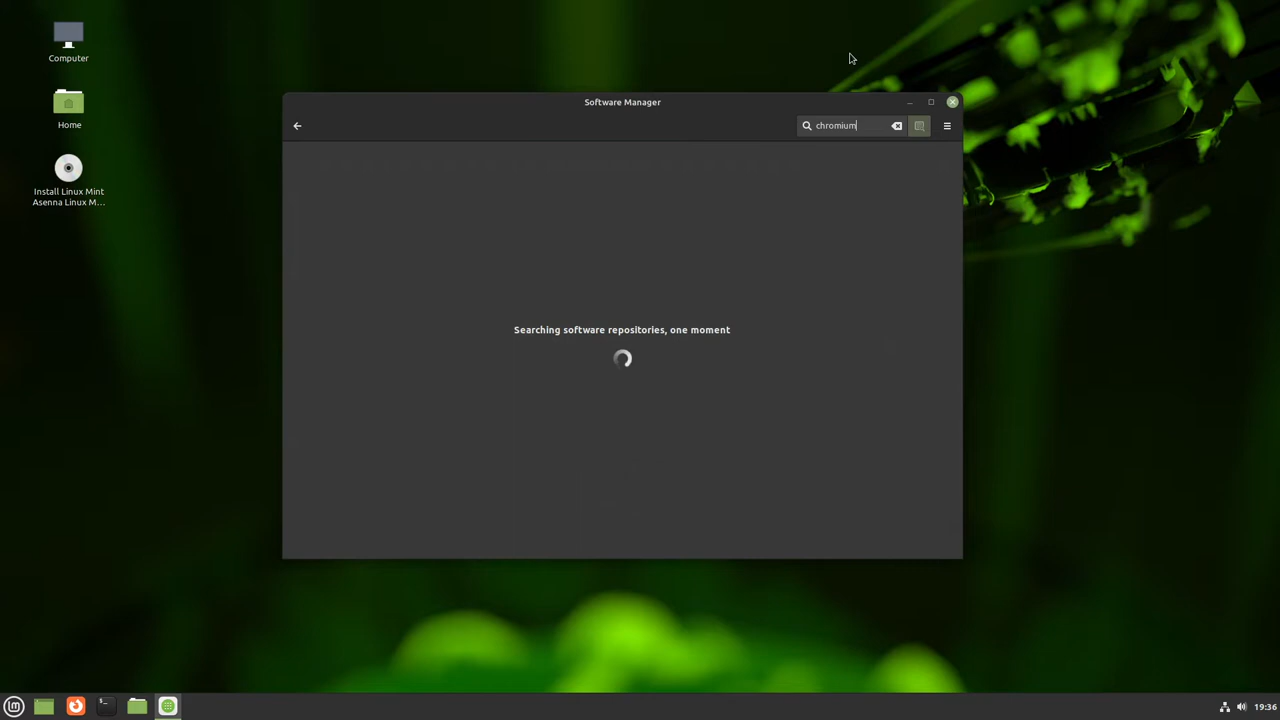 Computer
Home
Install Linux Mint
Asenna Linux M...
Software Manager
chromium
Searching software repositories, one moment
19:36